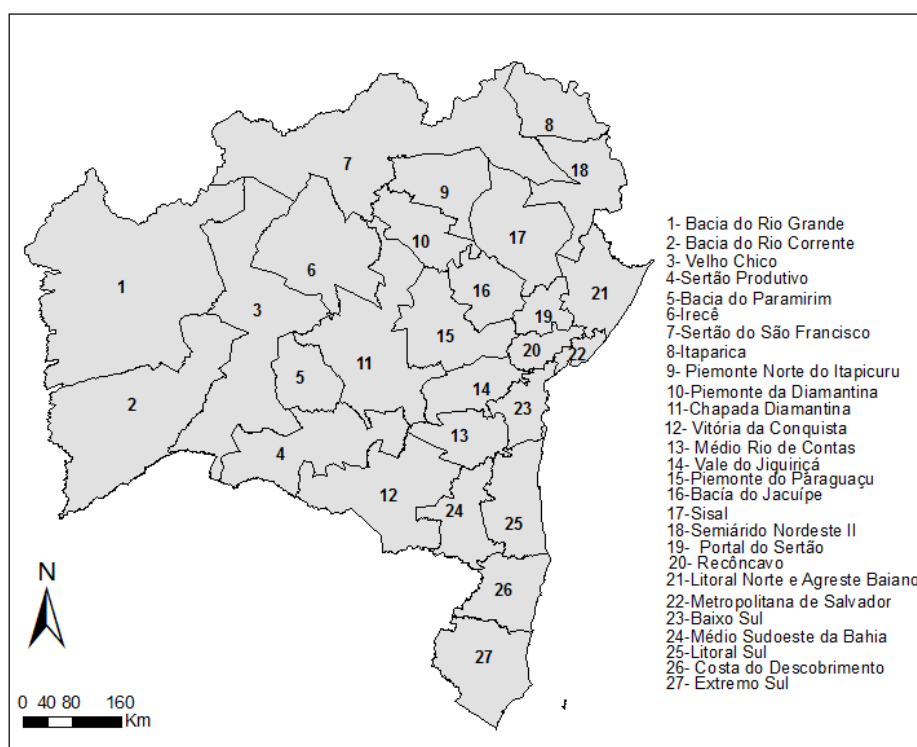 8
7
18
9
10
17
6
1
3
16
21
19
15
20
22
11
5
14
2
23
13
4
12
24
25
26
27
1- Bacia do Rio Grande
2- Bacia do Rio Corrente
3- Velho Chico
4-Sertão Produtivo
5-Bacia do Paramirim
6-Irecê
7-Sertão do São Francisco
8-Itaparica
9- Piemonte Norte do Itapicuru
10-Piemonte da Diamantina
11-Chapada Diamantina
12- Vitória da Conquista
13- Médio Rio de Contas
14- Vale do Jiquiriçá
15-Piemonte do Paraguaçu
16-Bacía do Jacuípe
17-Sisal
18-Semiárido Nordeste II
19- Portal do Sertão
20- Recôncavo
21-Litoral Norte e Agreste Baiano
22-Metropolitana de Salvador
23-Baixo Sul
24-Médio Sudoeste da Bahia
25-Litoral Sul
26- Costa do Descobrimento
27- Extremo Sul
N
0 40 80 160
Km